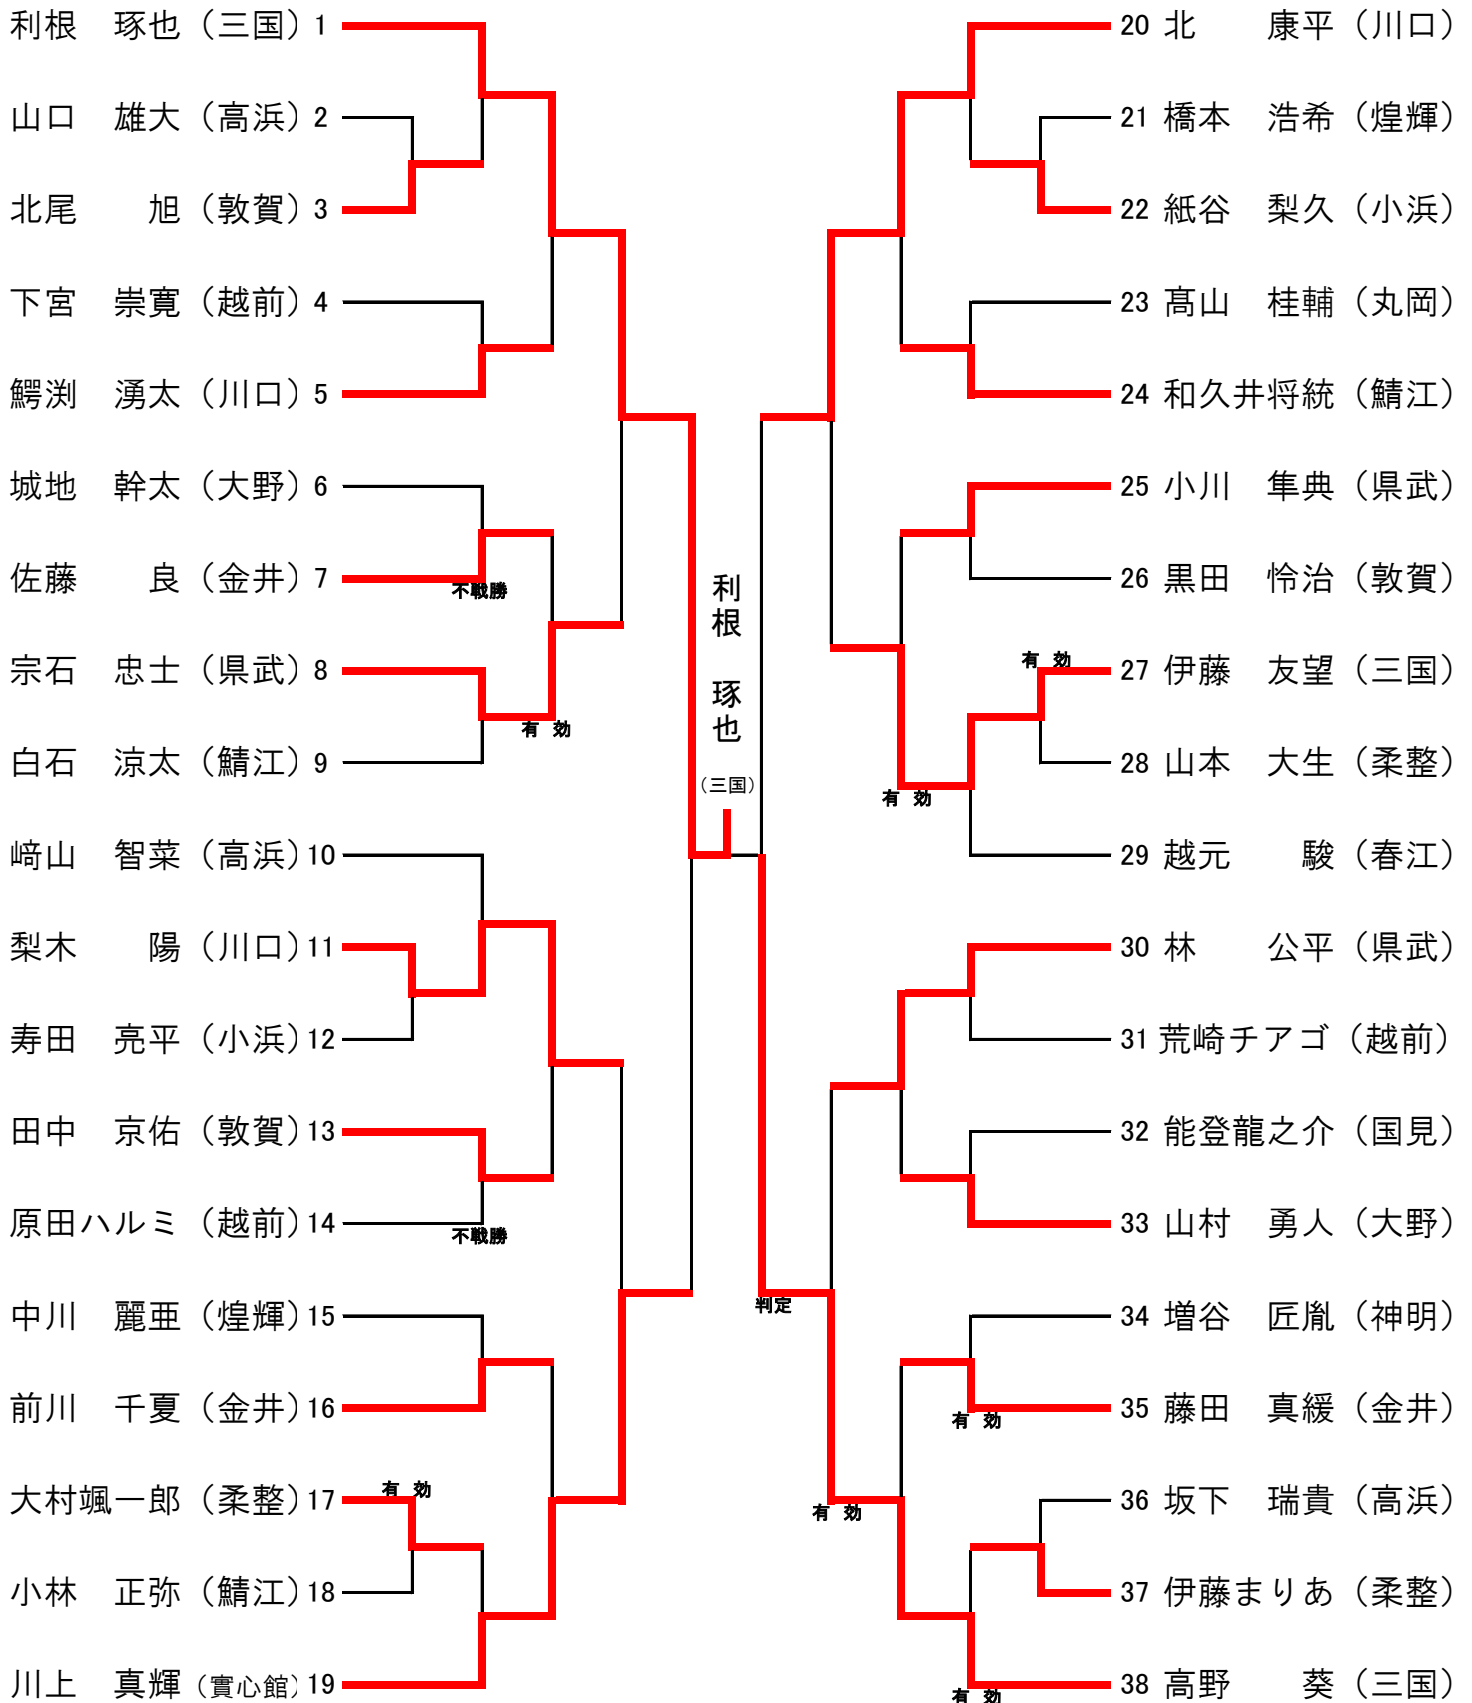 利根　琢也（三国）1
山口　雄大（高浜）2
北尾　　旭（敦賀）3
下宮　崇寛（越前）4
鰐渕　湧太（川口）5
城地　幹太（大野）6
佐藤　　良（金井）7
不戦勝
宗石　忠士（県武）8
有　効
白石　涼太（鯖江）9
﨑山　智菜（高浜）10
梨木　　陽（川口）11
寿田　亮平（小浜）12
田中　京佑（敦賀）13
原田ハルミ（越前）14
不戦勝
中川　麗亜（煌輝）15
前川　千夏（金井）16
有　効
大村颯一郎（柔整）17
小林　正弥（鯖江）18
川上　真輝（實心館）19
利根　琢也
（三国）
20 北　　康平（川口）
21 橋本　浩希（煌輝）
22 紙谷　梨久（小浜）
23 髙山　桂輔（丸岡）
24 和久井将統（鯖江）
25 小川　隼典（県武）
26 黒田　怜治（敦賀）
有　効
27 伊藤　友望（三国）
28 山本　大生（柔整）
有　効
29 越元　　駿（春江）
30 林　　公平（県武）
31 荒崎チアゴ（越前）
32 能登龍之介（国見）
33 山村　勇人（大野）
判定
34 増谷　匠胤（神明）
35 藤田　真緩（金井）
有　効
36 坂下　瑞貴（高浜）
有　効
37 伊藤まりあ（柔整）
38 高野　　葵（三国）
有　効